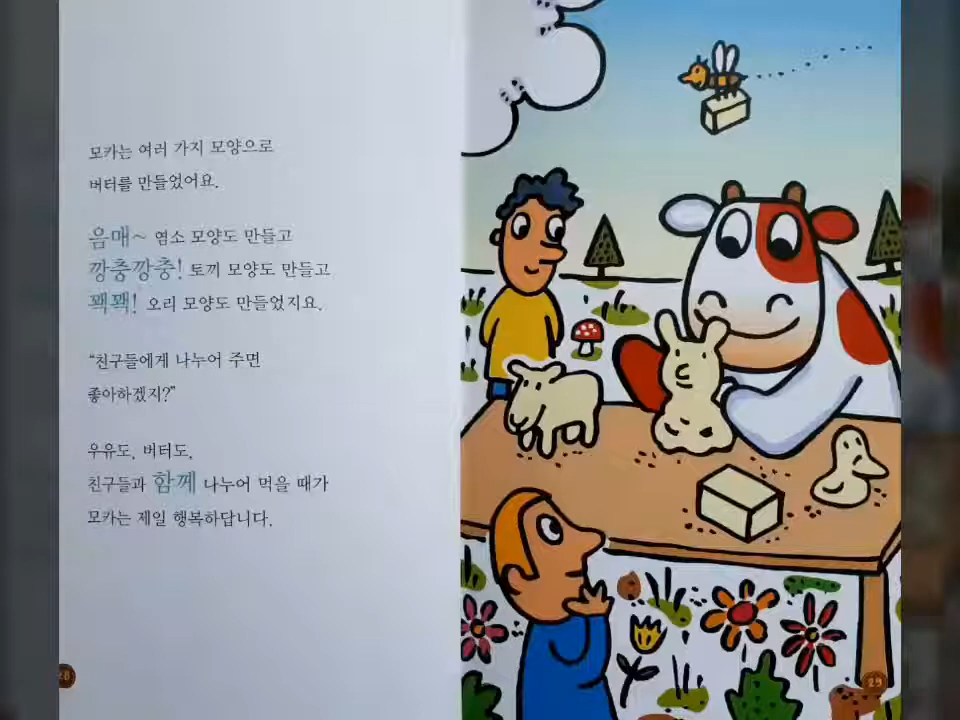 모카는 여러 가지 모양으로
버터를 만들었어요.
음매~ 염소 모양도 만들고
깡충깡충! 토끼 모양도 만들고
꽥꽥! 오리 모양도 만들었지요.
“친구들에게 나누어 주면
좋아하겠지?”
우유도, 버터도,
친구들과 함께 나누어 먹을 때가
모카는 제일 행복하답니다.
28
29